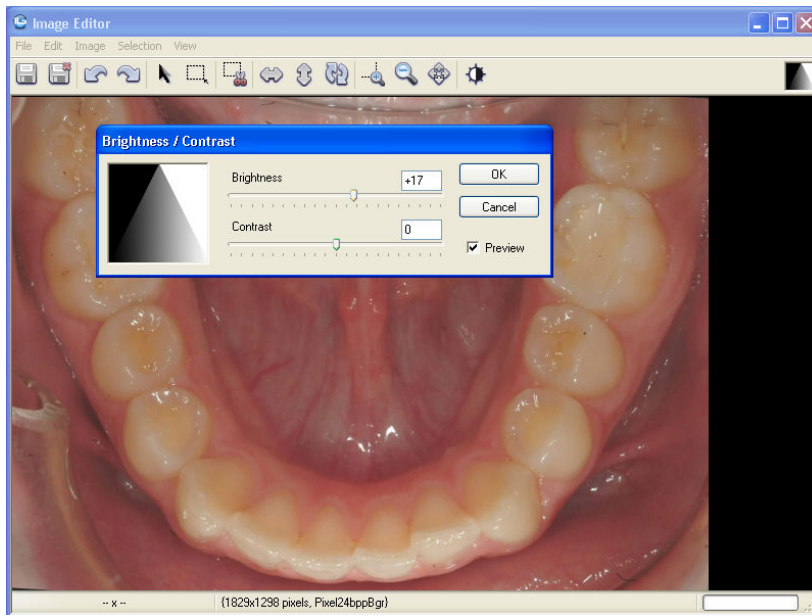 Image Editor
File Edit Image Selection View
Brightness / Contrast
Brightness
+17
OK
Cancel
Contrast
0
Preview
-- x --
{1829x1298 pixels, Pixel24bppBgr}